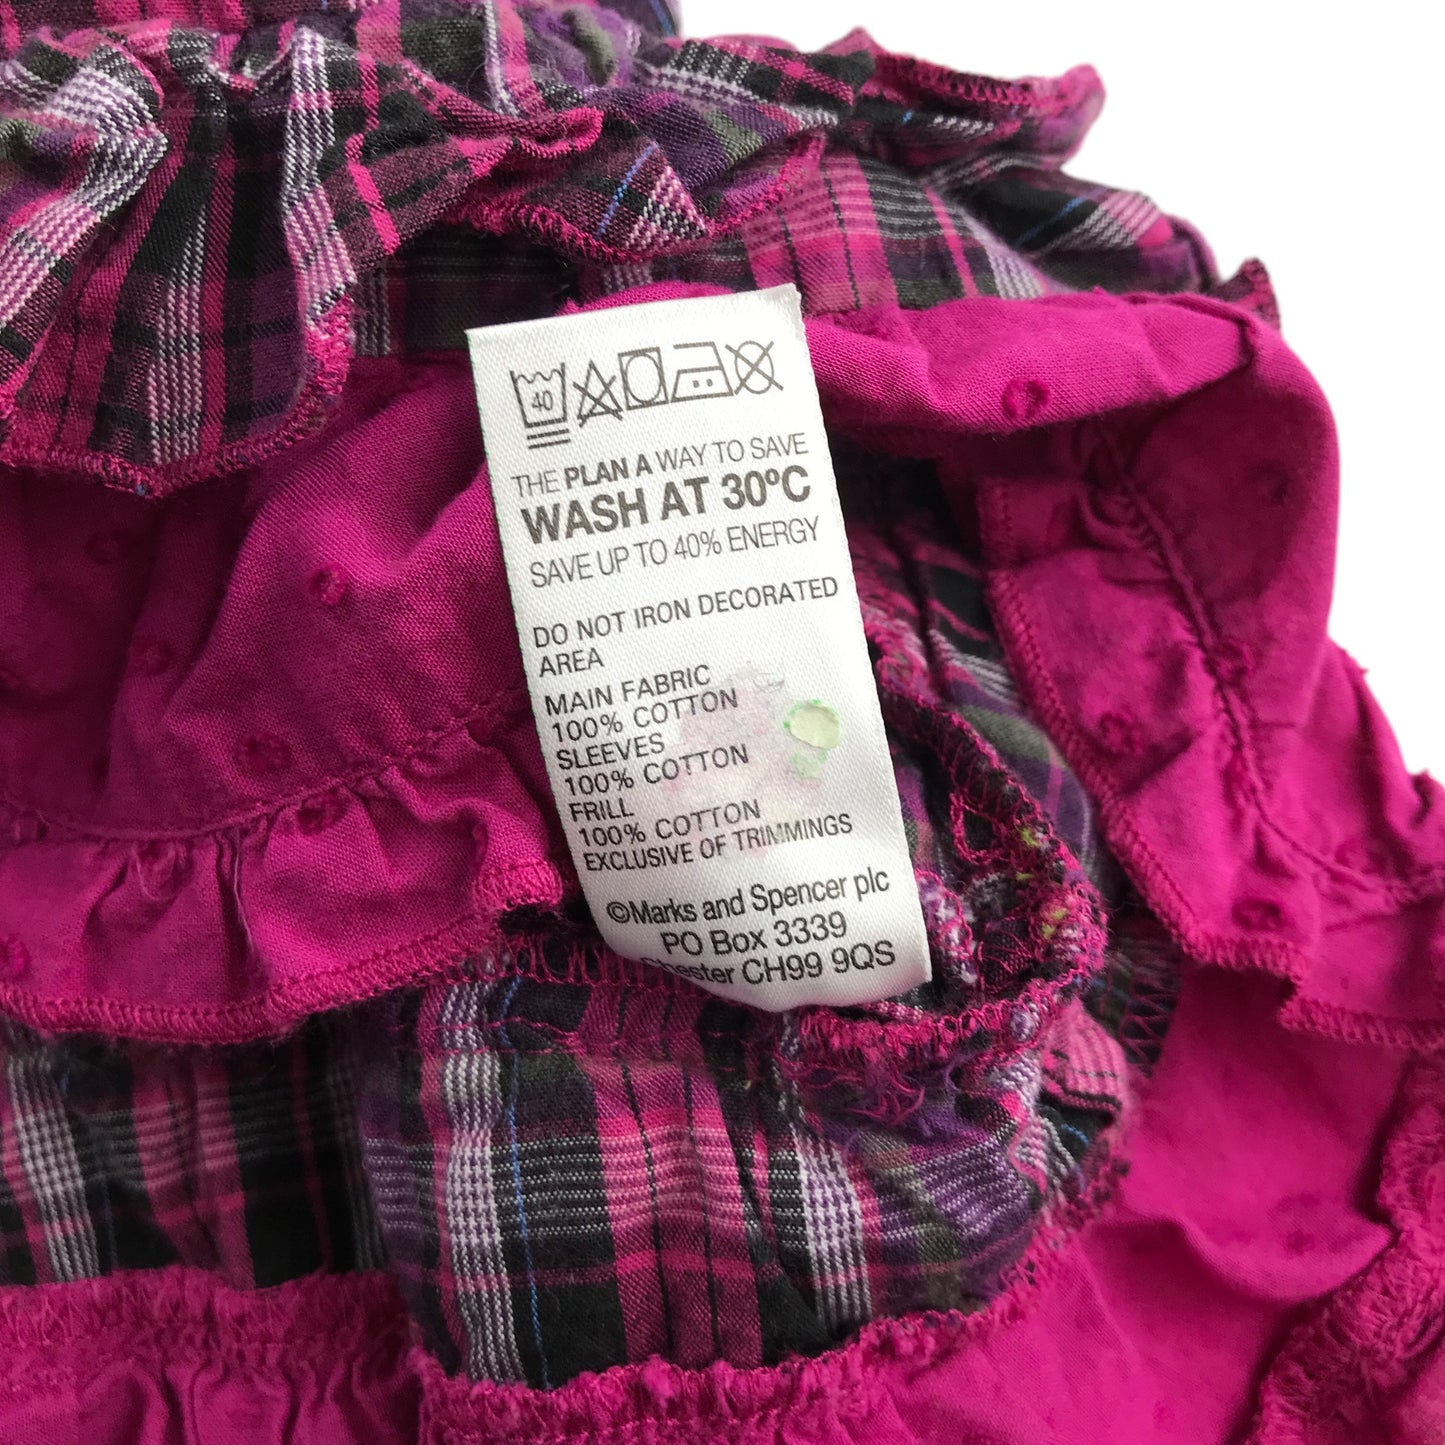 40
THE PLAN A WAY TO SAVE
WASH AT 30ºC
SAVE UP TO 40% ENERGY
DO NOT IRON DECORATED
AREA
MAIN FABRIC
100% COTTON
SLEEVES
100% COTTON
FRILL
100% COTTON
EXCLUSIVE OF TRIMMINGS
©Marks and Spencer plc
PO Box 3339
Chester CH99 9QS